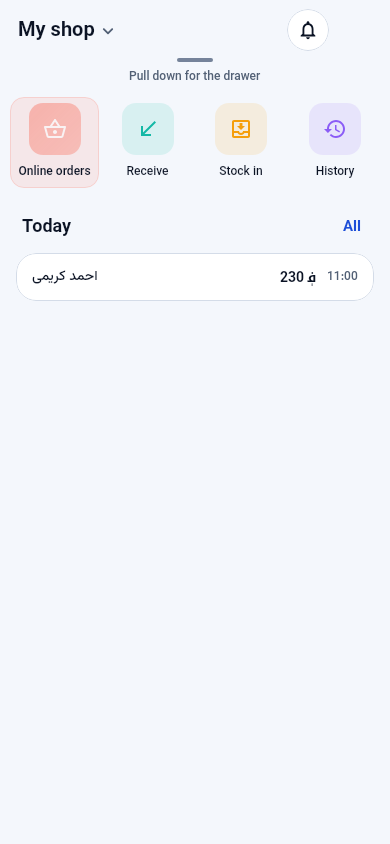 My shop
Pull down for the drawer
Online orders
Receive
Stock in
History
Today
All
احمد کریمی
230 ؋
11:00